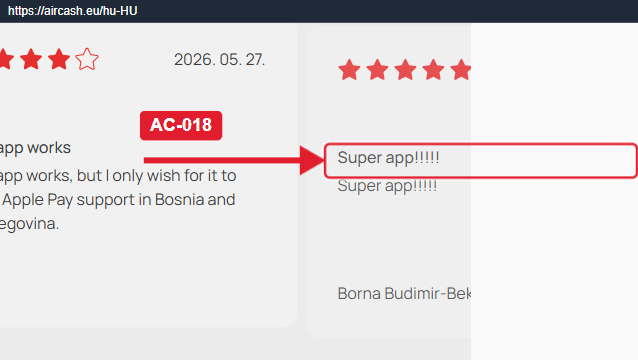 https://aircash.eu/hu-HU
2026. 05. 27.
AC-018
app works
app works, but I only wish for it to
Apple Pay support in Bosnia and
egovina.
Super app!!!!!
Super app!!!!!
Borna Budimir-Bek